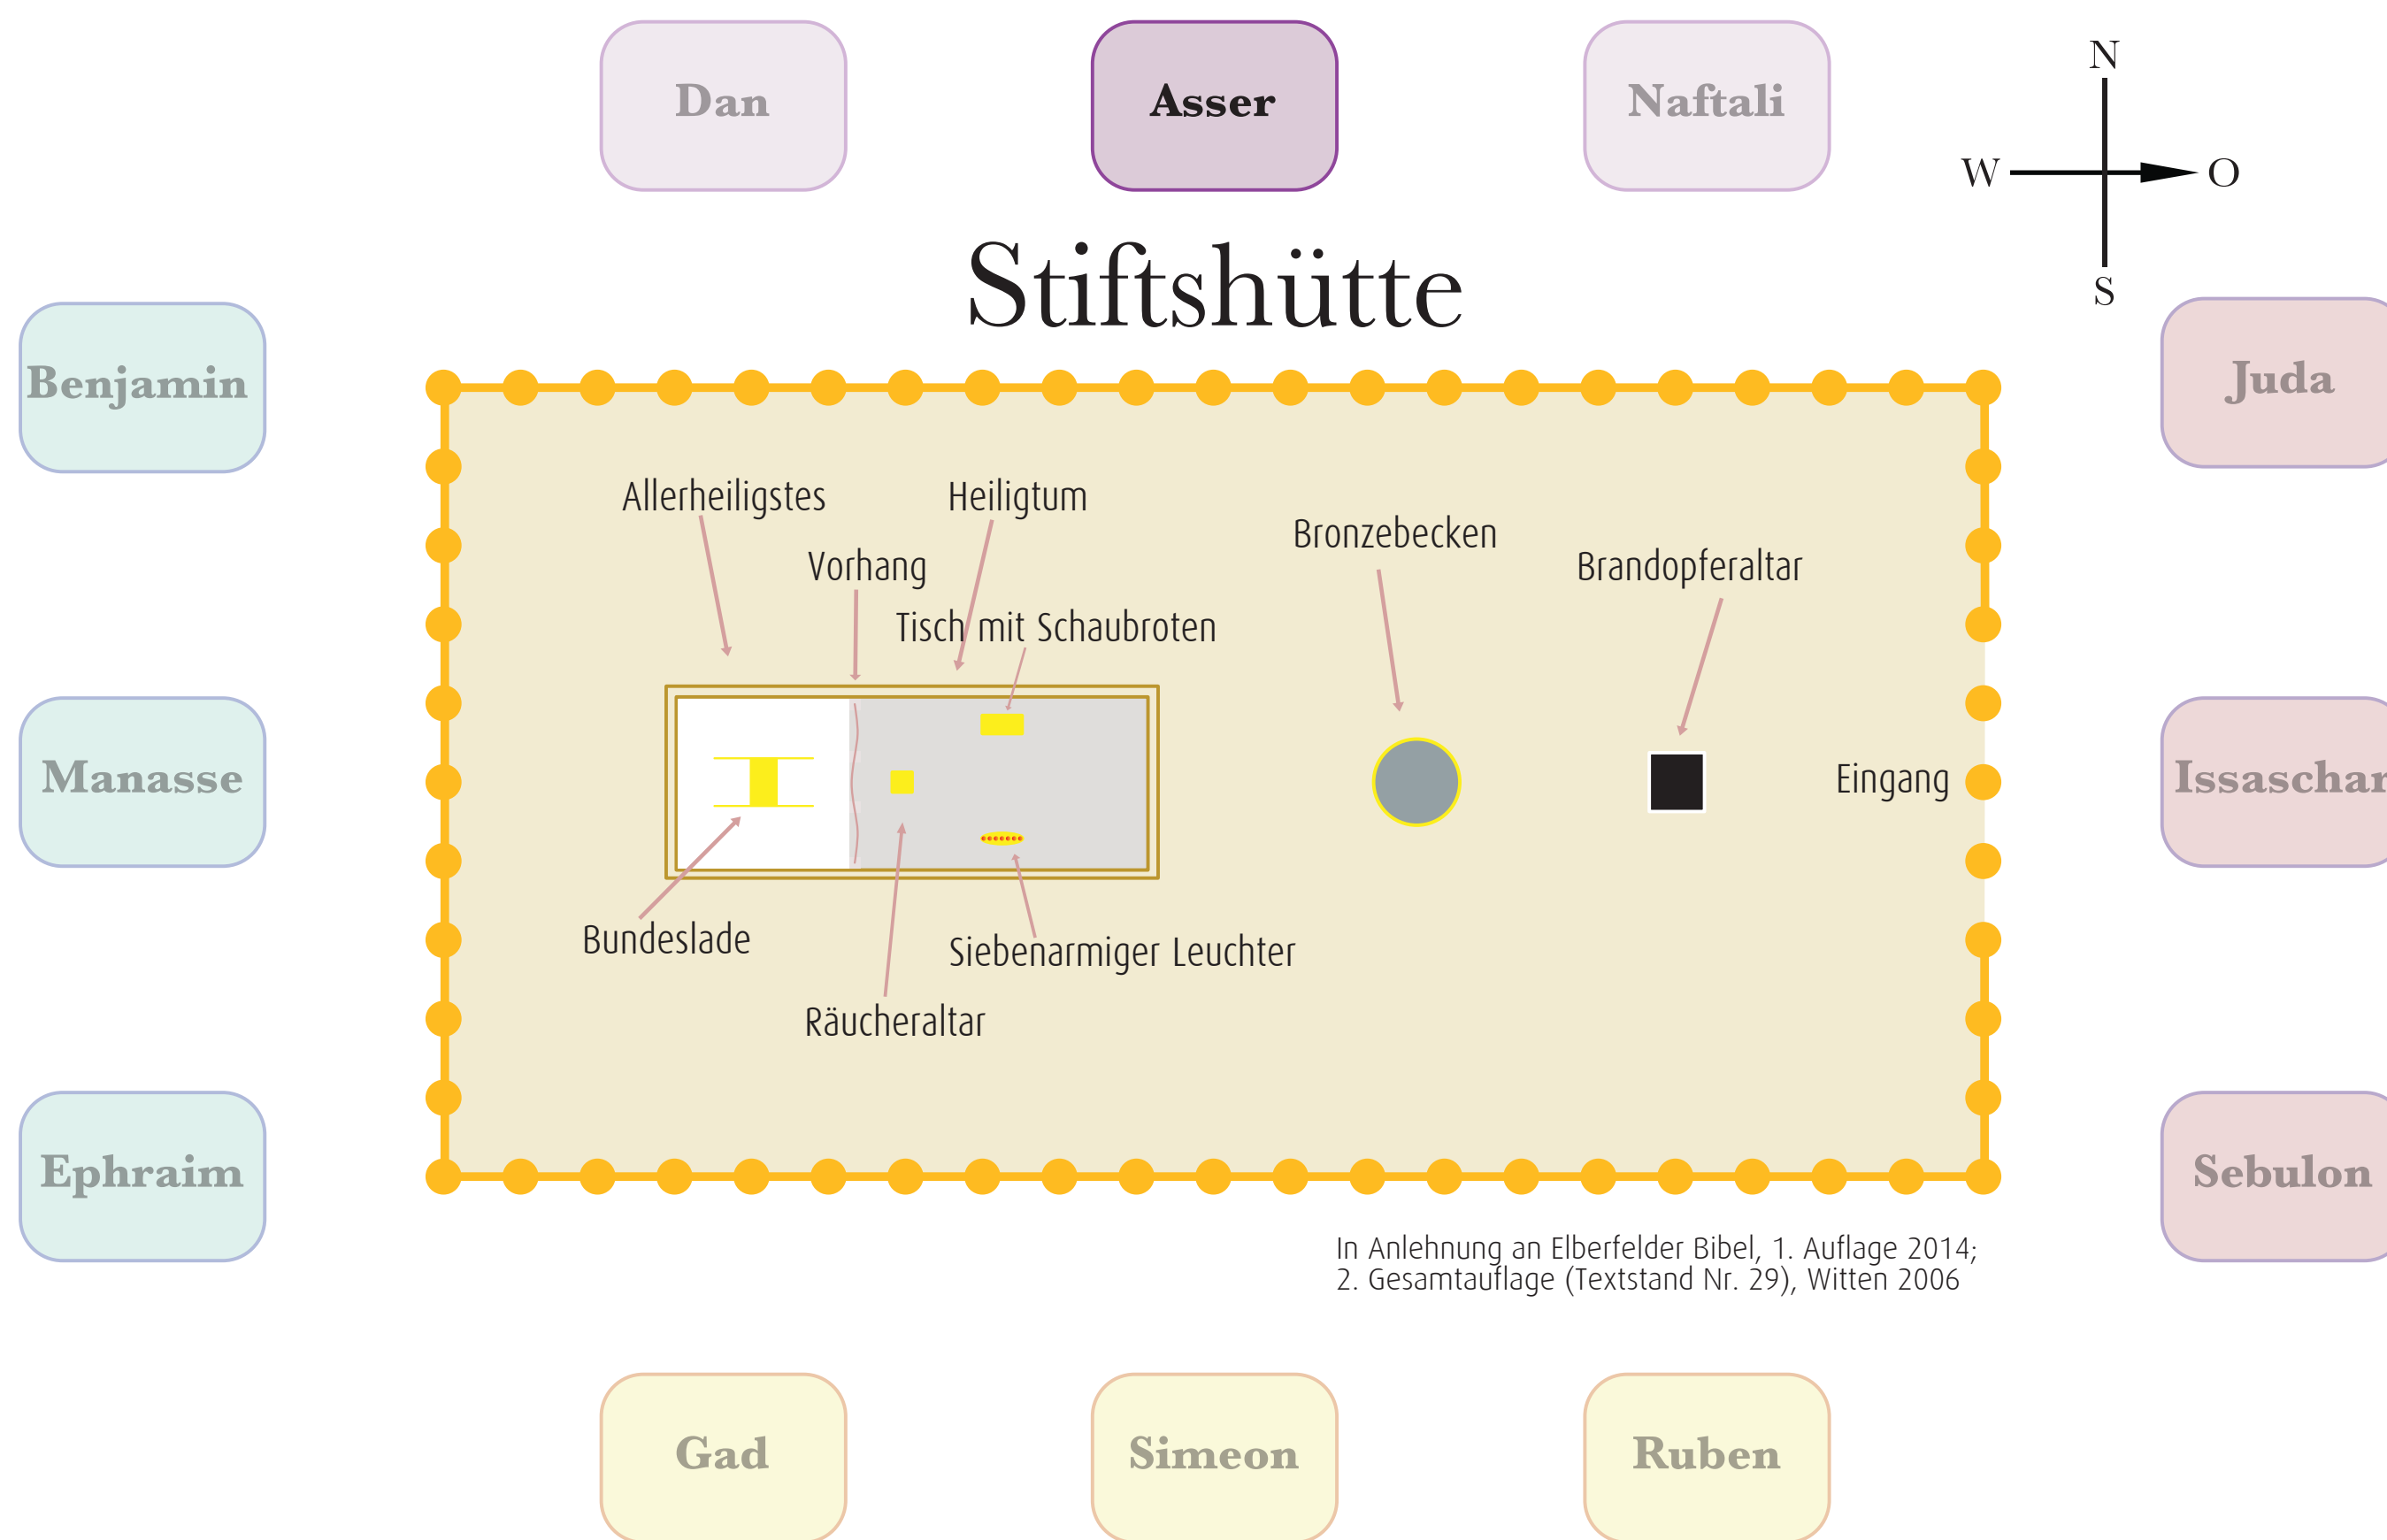 Dan
Asser
Naftali
N
W
O
S
Stiftshütte
Benjamin
Juda
Allerheiligstes
Heiligtum
Bronzebecken
Vorhang
Brandopferaltar
Tisch mit Schaubroten
Manasse
Eingang
Issaschar
Bundeslade
Siebenarmiger Leuchter
Räucheraltar
Ephraim
Sebulon
In Anlehnung an Elberfelder Bibel, 1. Auflage 2014;
2. Gesamtauflage (Textstand Nr. 29), Witten 2006
Gad
Simeon
Ruben